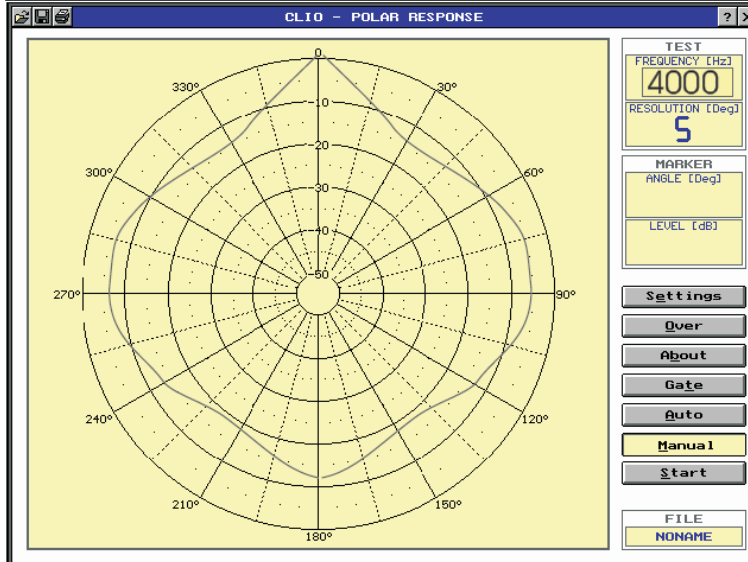 CLIO - POLAR RESPONSE
?
TEST
FREQUENCY [Hz]
4000
RESOLUTION [Deg]
5
MARKER
ANGLE [Deg]
LEVEL [dB]
Settings
Over
About
Gate
Auto
Manual
Start
FILE
NONAME
0
330° 30°
-10
-20
300° 60°
-30
-40
-50
270° 90°
240° 120°
210° 150°
180°